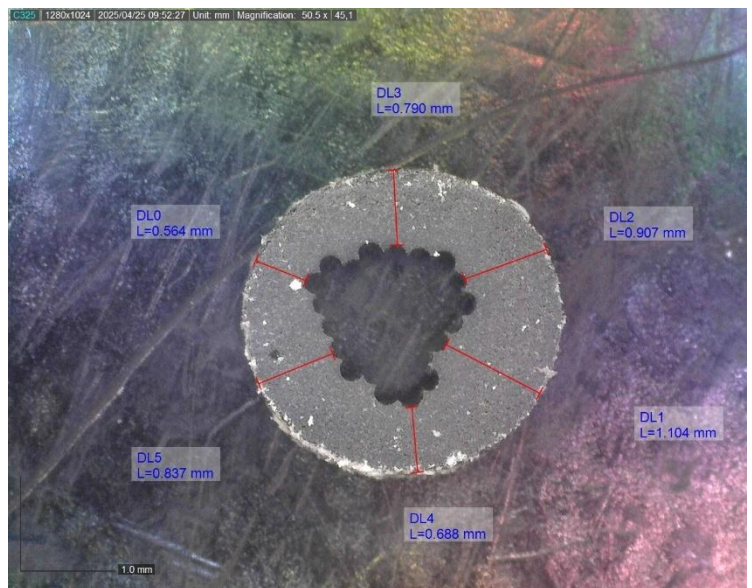 C325 1280x1024 2025/04/25 09:52:27 Unit: mm Magnification: 50.5 x 45,1
DL3
L=0.790 mm
DL0
L=0.564 mm
DL2
L=0.907 mm
DL1
L=1.104 mm
DL5
L=0.837 mm
DL4
L=0.688 mm
1.0 mm